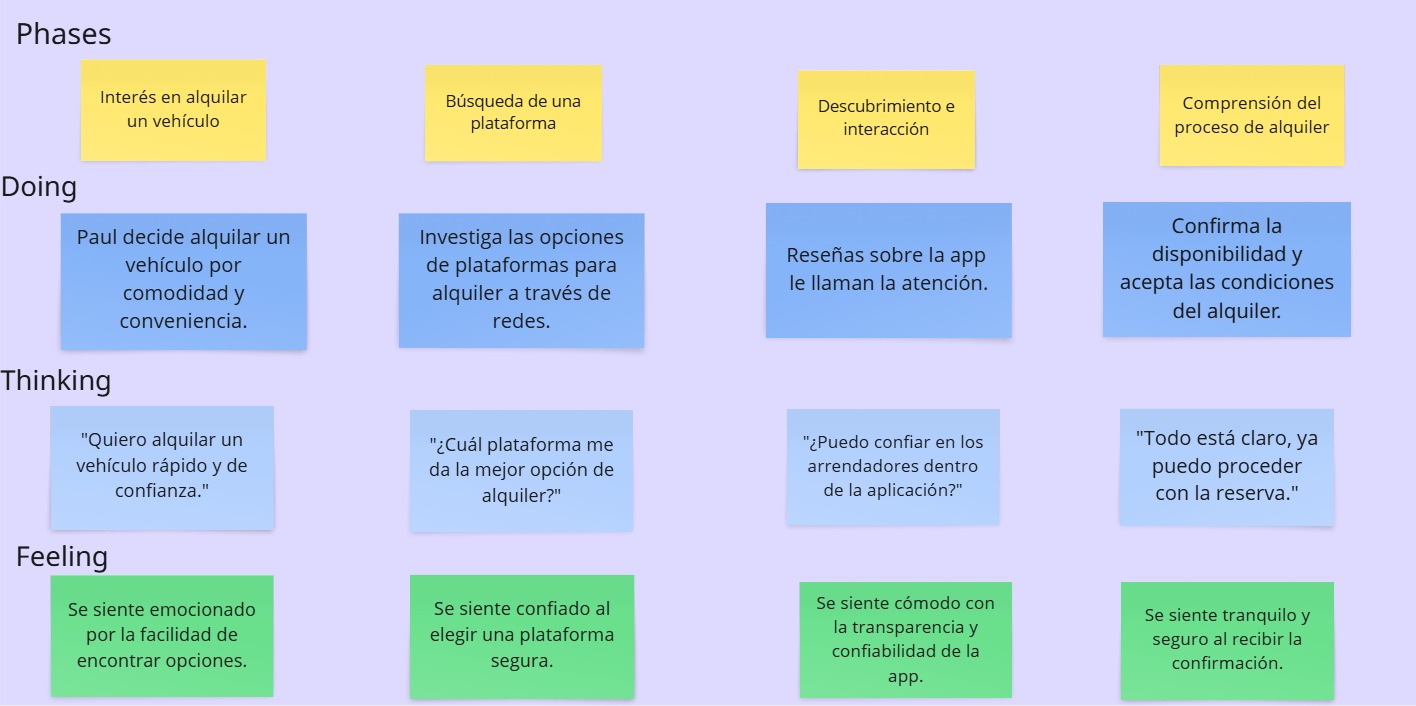 Phases
Interés en alquilar
un vehículo
Búsqueda de una
plataforma
Descubrimiento e
interacción
Comprensión del
proceso de alquiler
Doing
Paul decide alquilar un
vehículo por
comodidad y
conveniencia.
Investiga las opciones
de plataformas para
alquiler a través de
redes.
Reseñas sobre la app
le llaman la atención.
Confirma la
disponibilidad y
acepta las condiciones
del alquiler.
Thinking
"Quiero alquilar un
vehículo rápido y de
confianza."
"¿Cuál plataforma me
da la mejor opción de
alquiler?"
"¿Puedo confiar en los
arrendadores dentro
de la aplicación?"
"Todo está claro, ya
puedo proceder
con la reserva."
Feeling
Se siente emocionado
por la facilidad de
encontrar opciones.
Se siente confiado al
elegir una plataforma
segura.
Se siente cómodo con
la transparencia y
confiabilidad de la
app.
Se siente tranquilo y
seguro al recibir la
confirmación.